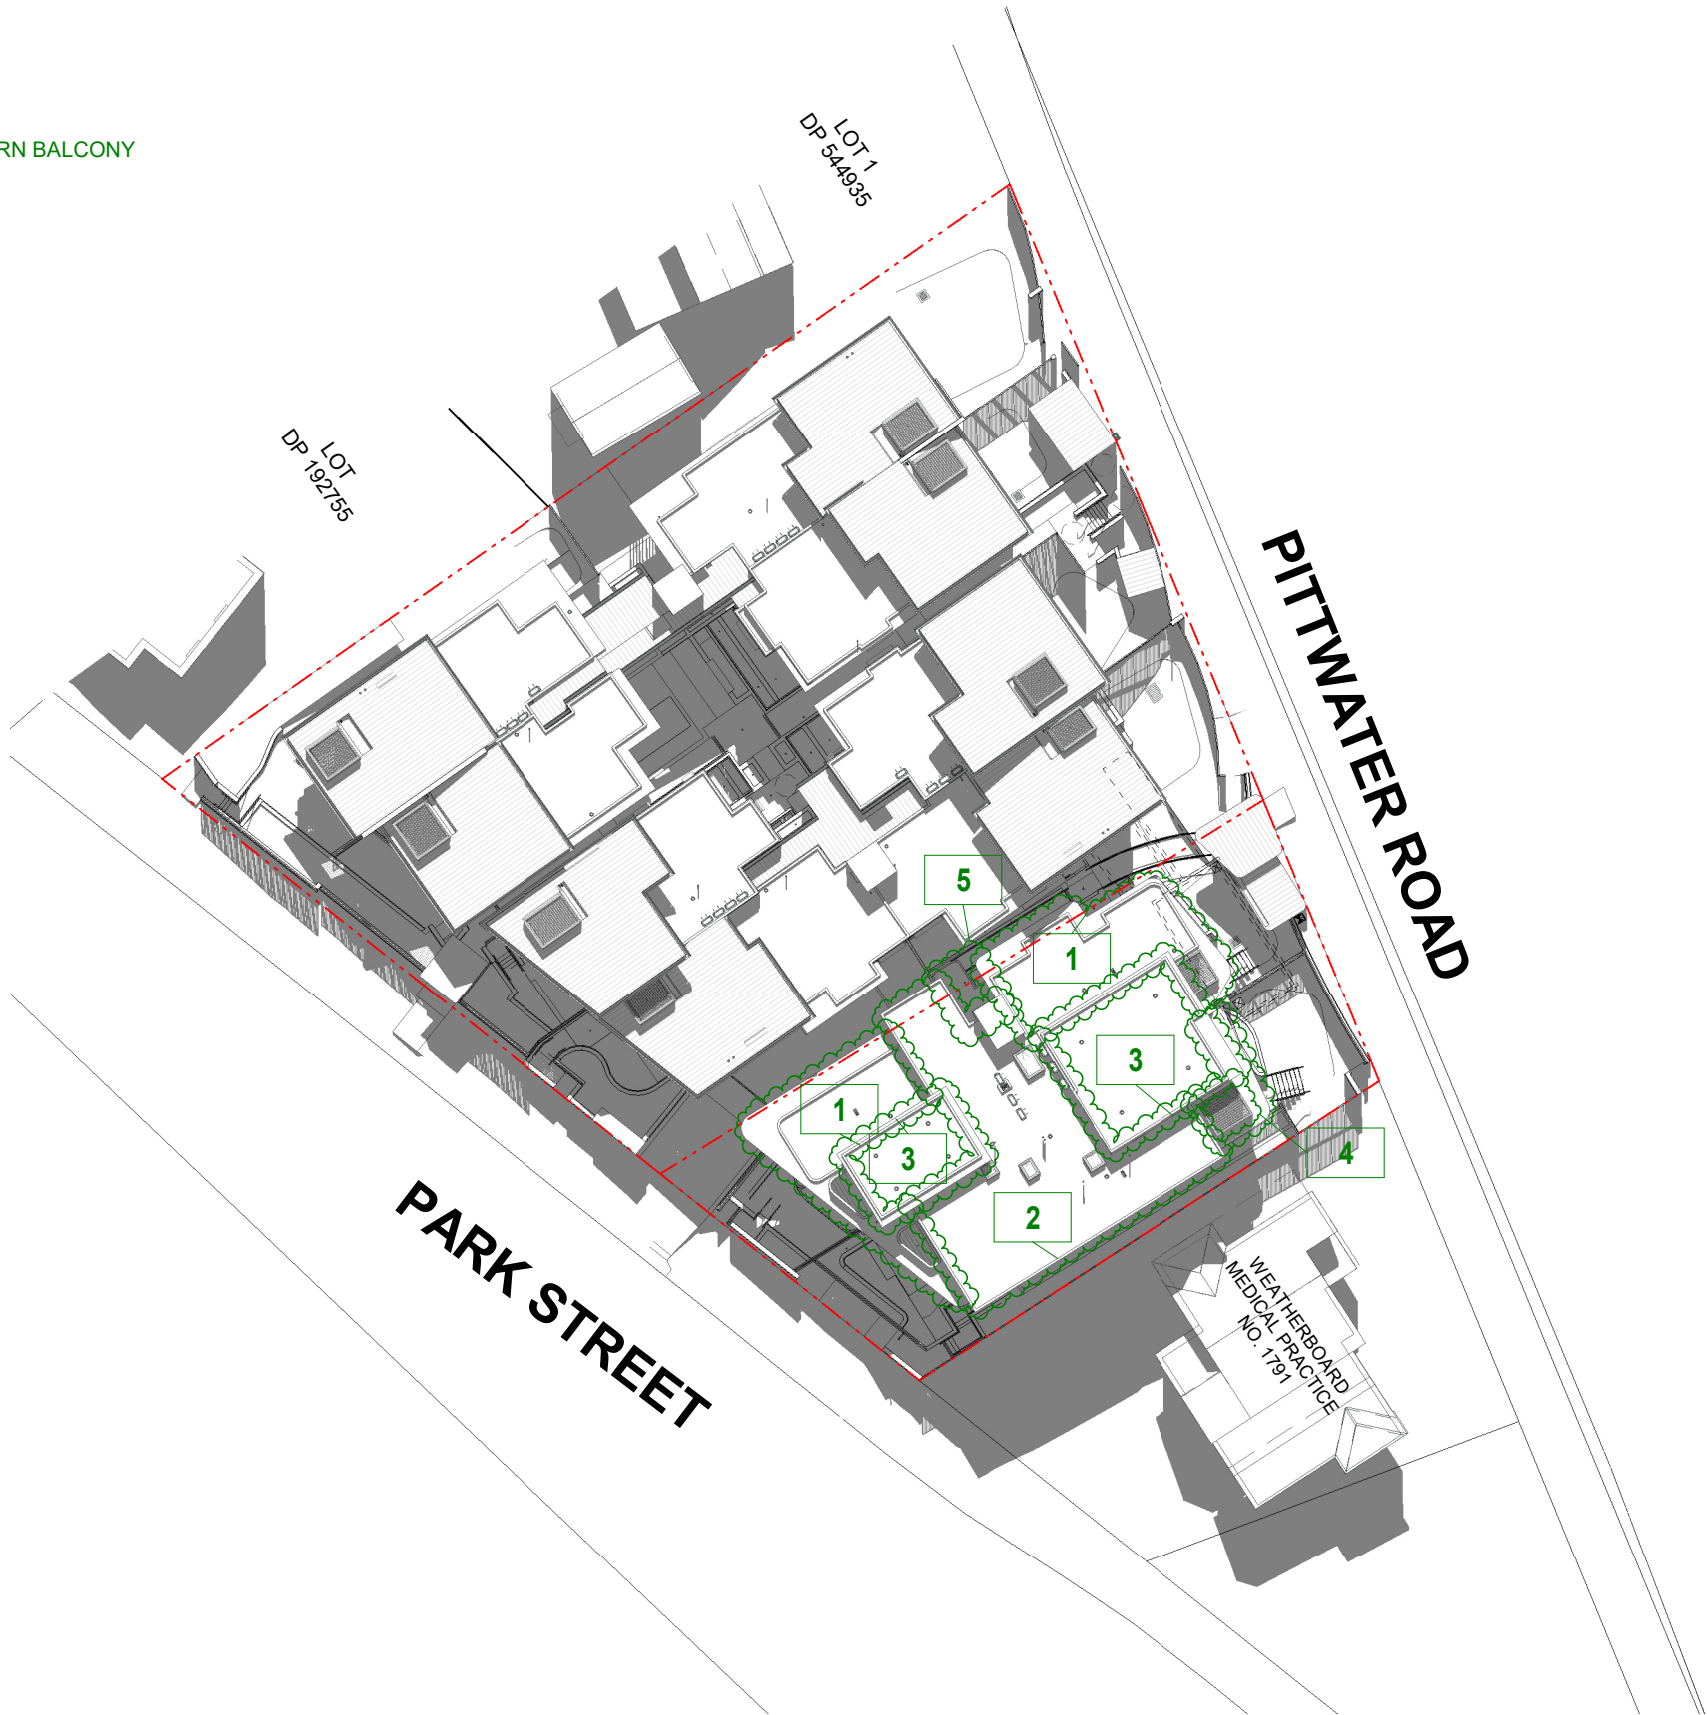 LOT 1
DP 544935
RN BALCONY
LOT
DP 192755
PITTWATER ROAD
5
1
3
1
3
4
2
PARK STREET
WEATHERBOARD
MEDICAL PRACTICE
NO. 1791